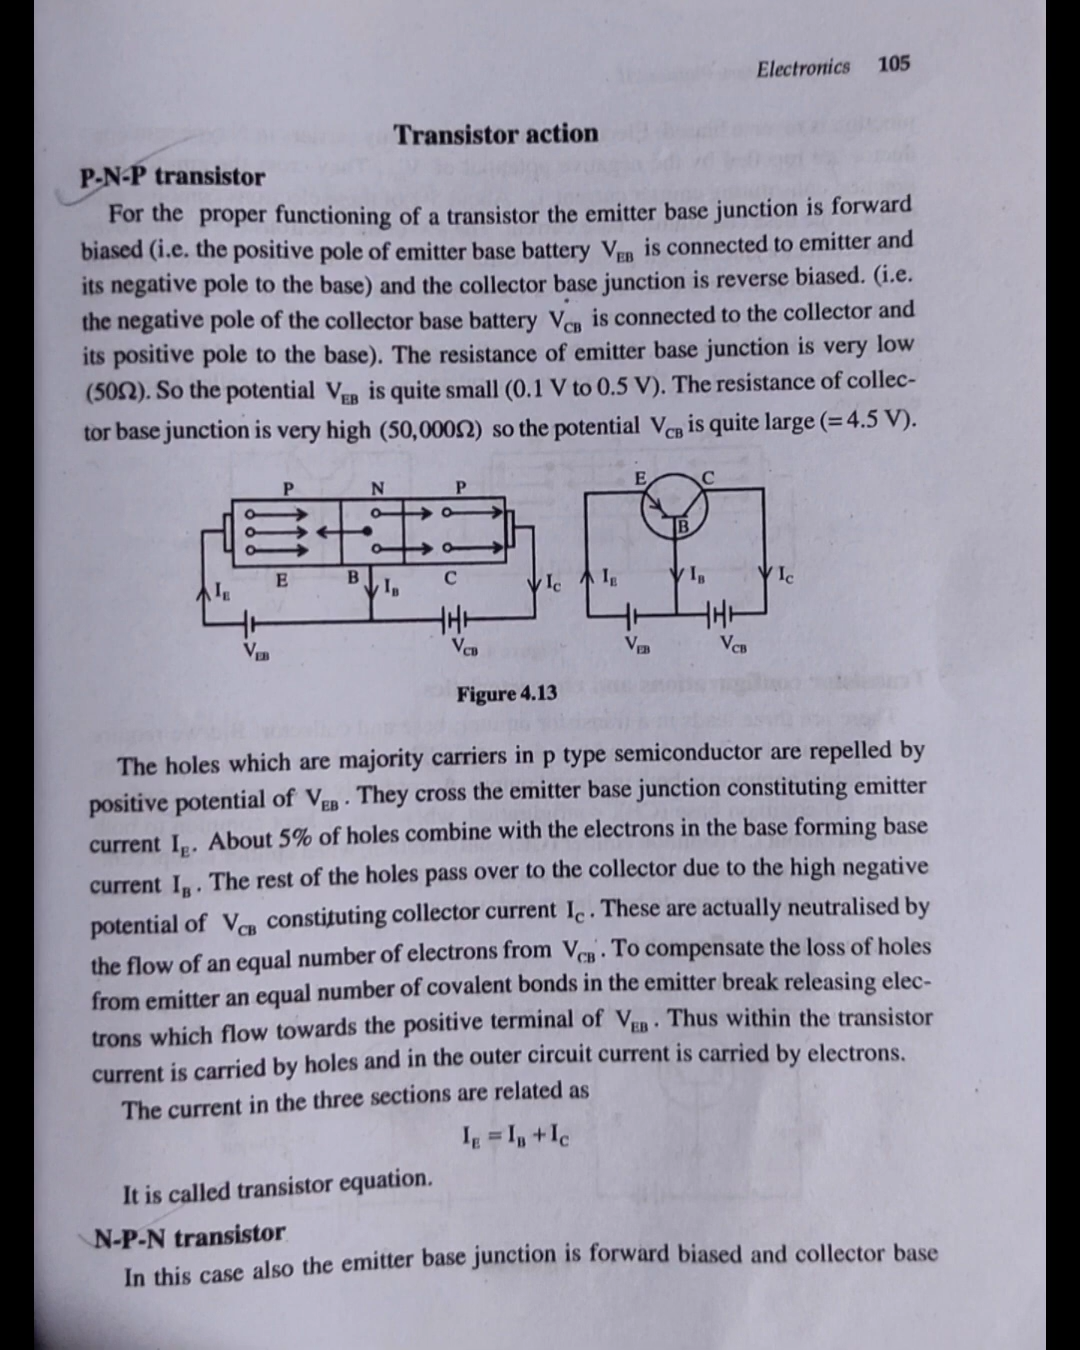 Electronics 105
Transistor action
P-N-P transistor
For the proper functioning of a transistor the emitter base junction is forward
biased (i.e. the positive pole of emitter base battery V_EB is connected to emitter and
its negative pole to the base) and the collector base junction is reverse biased. (i.e.
the negative pole of the collector base battery V_CB is connected to the collector and
its positive pole to the base). The resistance of emitter base junction is very low
(50Ω). So the potential V_EB is quite small (0.1 V to 0.5 V). The resistance of collec-
tor base junction is very high (50,000Ω) so the potential V_CB is quite large (= 4.5 V).
P N P
E B I_B C
I_E I_C
V_EB V_CB
E C
B
I_E I_B I_C
V_EB V_CB
Figure 4.13
The holes which are majority carriers in p type semiconductor are repelled by
positive potential of V_EB. They cross the emitter base junction constituting emitter
current I_E. About 5% of holes combine with the electrons in the base forming base
current I_B. The rest of the holes pass over to the collector due to the high negative
potential of V_CB constituting collector current I_C. These are actually neutralised by
the flow of an equal number of electrons from V_CB. To compensate the loss of holes
from emitter an equal number of covalent bonds in the emitter break releasing elec-
trons which flow towards the positive terminal of V_EB. Thus within the transistor
current is carried by holes and in the outer circuit current is carried by electrons.
The current in the three sections are related as
I_E = I_B + I_C
It is called transistor equation.
N-P-N transistor
In this case also the emitter base junction is forward biased and collector base